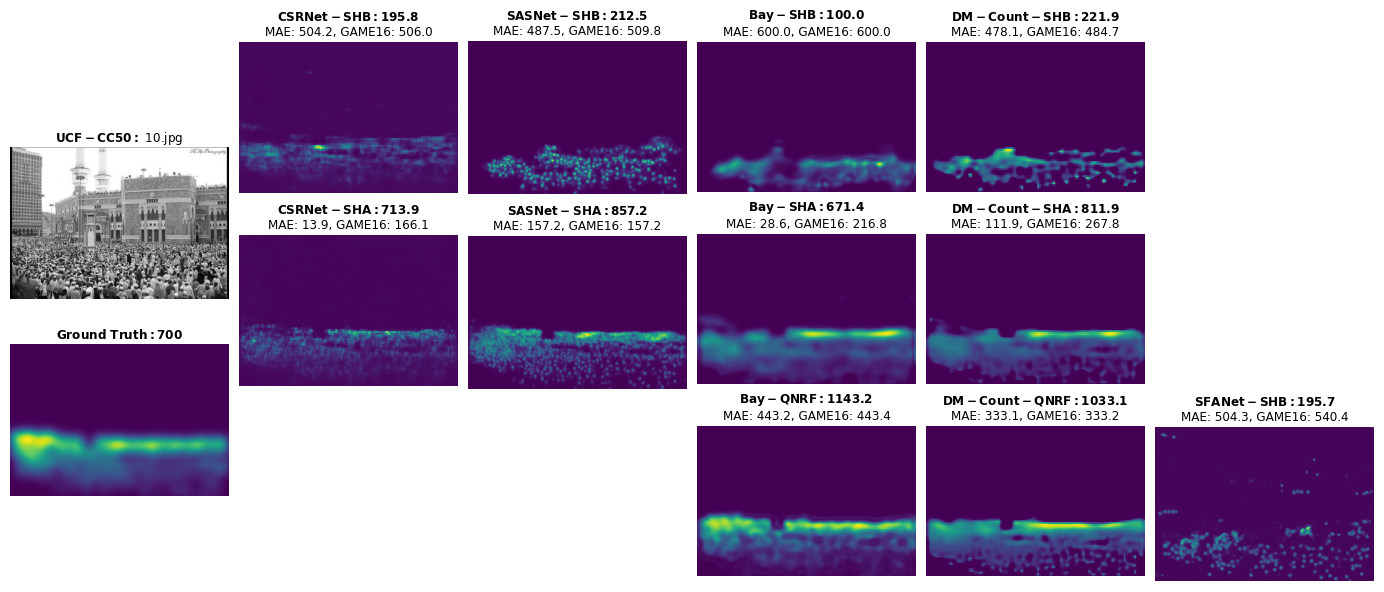 CSRNet − SHB: 195.8
MAE: 504.2, GAME16: 506.0
SASNet − SHB: 212.5
MAE: 487.5, GAME16: 509.8
Bay − SHB: 100.0
MAE: 600.0, GAME16: 600.0
DM − Count − SHB: 221.9
MAE: 478.1, GAME16: 484.7
UCF − CC50: 10.jpg
CSRNet − SHA: 713.9
MAE: 13.9, GAME16: 166.1
SASNet − SHA: 857.2
MAE: 157.2, GAME16: 157.2
Bay − SHA: 671.4
MAE: 28.6, GAME16: 216.8
DM − Count − SHA: 811.9
MAE: 111.9, GAME16: 267.8
Ground Truth: 700
Bay − QNRF: 1143.2
MAE: 443.2, GAME16: 443.4
DM − Count − QNRF: 1033.1
MAE: 333.1, GAME16: 333.2
SFANet − SHB: 195.7
MAE: 504.3, GAME16: 540.4